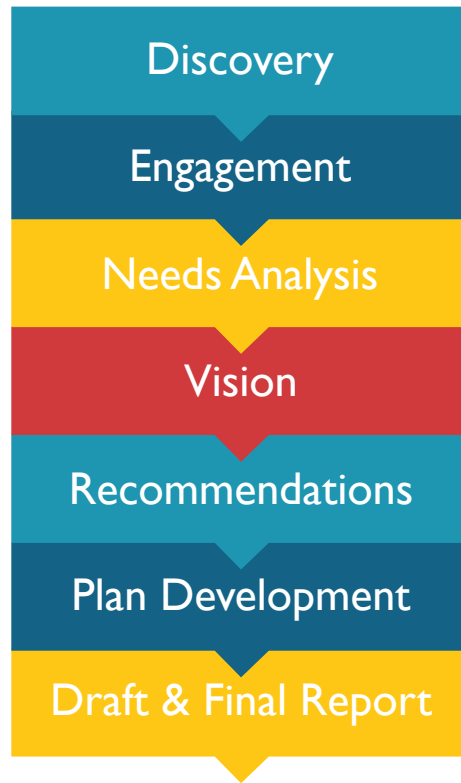 Discovery
Engagement
Needs Analysis
Vision
Recommendations
Plan Development
Draft & Final Report